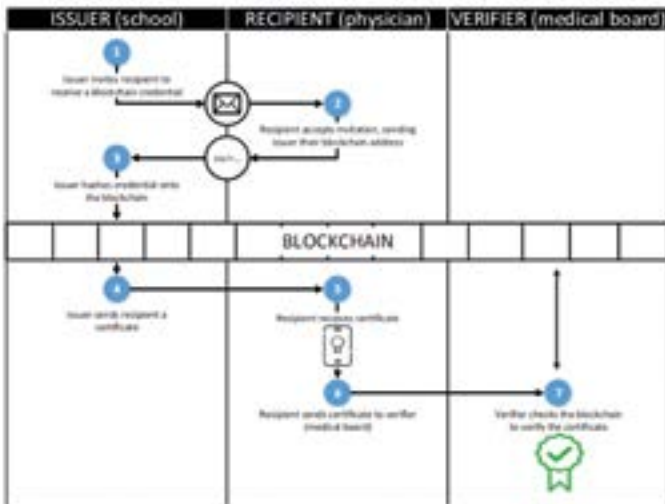 ISSUER (school)
RECIPIENT (physician)
VERIFIER (medical board)
1
Issuer invites recipient to
receive a blockchain credential
2
Recipient accepts invitation, sending
issuer their blockchain address
3
Issuer hashes credential onto
the blockchain
BLOCKCHAIN
4
Issuer sends recipient a
certificate
5
Recipient receives certificate
6
Recipient sends certificate to verifier
(medical board)
7
Verifier checks the blockchain
to verify the certificate